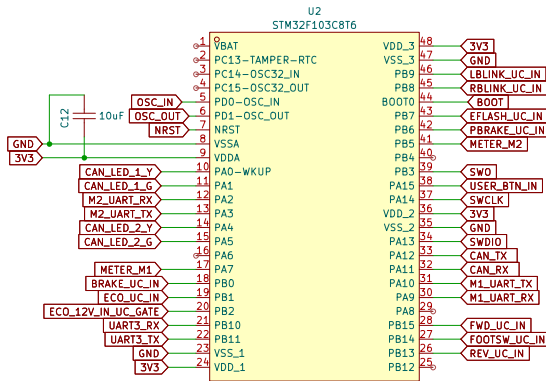 U2
STM32F103C8T6
1 VBAT VDD_3 48 3V3
2 PC13-TAMPER-RTC VSS_3 47 GND
3 PC14-OSC32_IN PB9 46 LBLINK_UC_IN
4 PC15-OSC32_OUT PB8 45 RBLINK_UC_IN
OSC_IN 5 PD0-OSC_IN BOOT0 44 BOOT
OSC_OUT 6 PD1-OSC_OUT PB7 43 EFLASH_UC_IN
NRST 7 NRST PB6 42 PBRAKE_UC_IN
C12 10uF
GND 8 VSSA PB5 41 METER_M2
3V3 9 VDDA PB4 40
CAN_LED_1_Y 10 PA0-WKUP PB3 39 SWO
CAN_LED_1_G 11 PA1 PA15 38 USER_BTN_IN
M2_UART_RX 12 PA2 PA14 37 SWCLK
M2_UART_TX 13 PA3 VDD_2 36 3V3
CAN_LED_2_Y 14 PA4 VSS_2 35 GND
CAN_LED_2_G 15 PA5 PA13 34 SWDIO
16 PA6 PA12 33 CAN_TX
METER_M1 17 PA7 PA11 32 CAN_RX
BRAKE_UC_IN 18 PB0 PA10 31 M1_UART_TX
ECO_UC_IN 19 PB1 PA9 30 M1_UART_RX
ECO_12V_IN_UC_GATE 20 PB2 PA8 29
UART3_RX 21 PB10 PB15 28 FWD_UC_IN
UART3_TX 22 PB11 PB14 27 FOOTSW_UC_IN
GND 23 VSS_1 PB13 26 REV_UC_IN
3V3 24 VDD_1 PB12 25